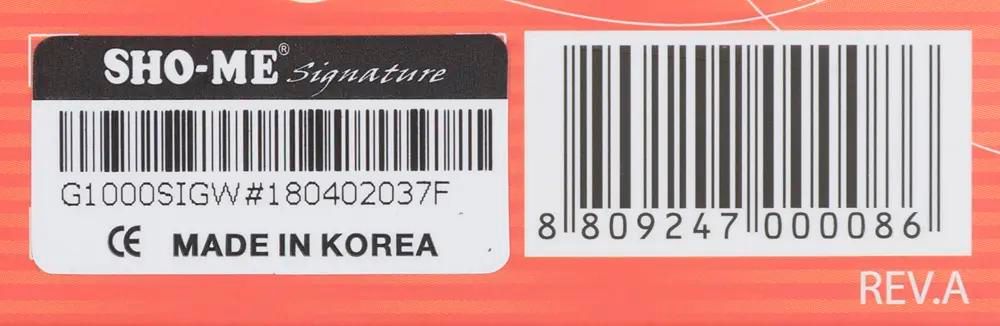 SHO-ME® Signature
G1000SIGW#180402037F
CE MADE IN KOREA
8 809247 000086
REV.A